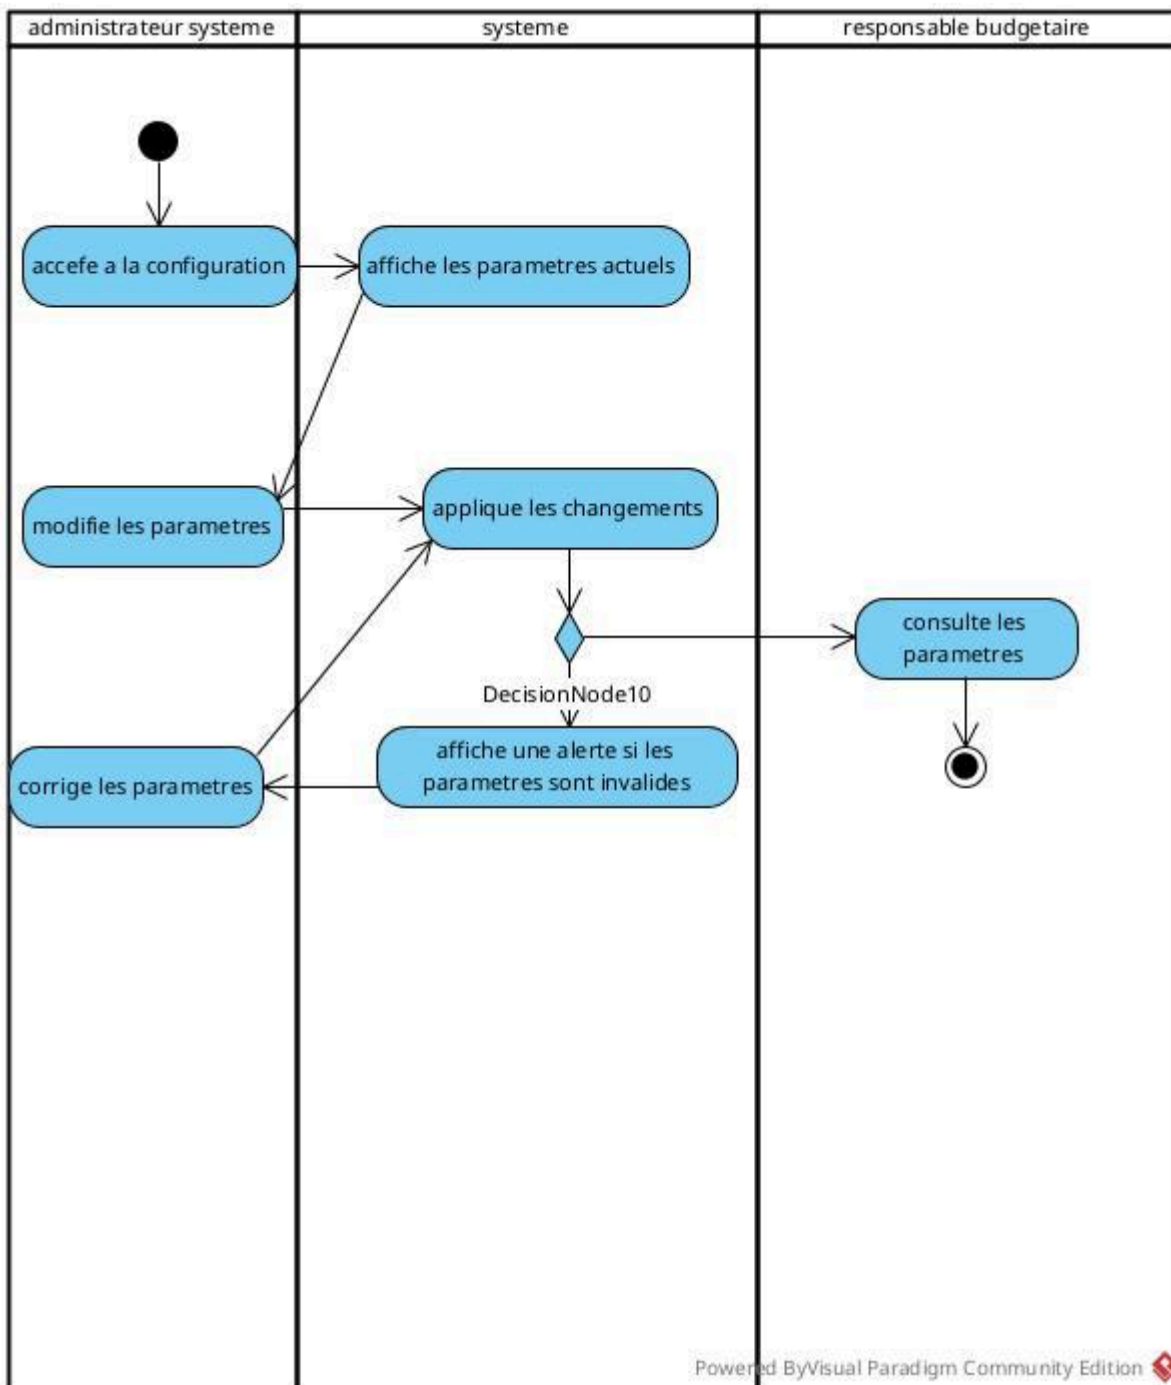 administrateur systeme
systeme
responsable budgetaire
accefe a la configuration
affiche les parametres actuels
modifie les parametres
applique les changements
consulte les
parametres
DecisionNode10
affiche une alerte si les
parametres sont invalides
corrige les parametres
Powered ByVisual Paradigm Community Edition